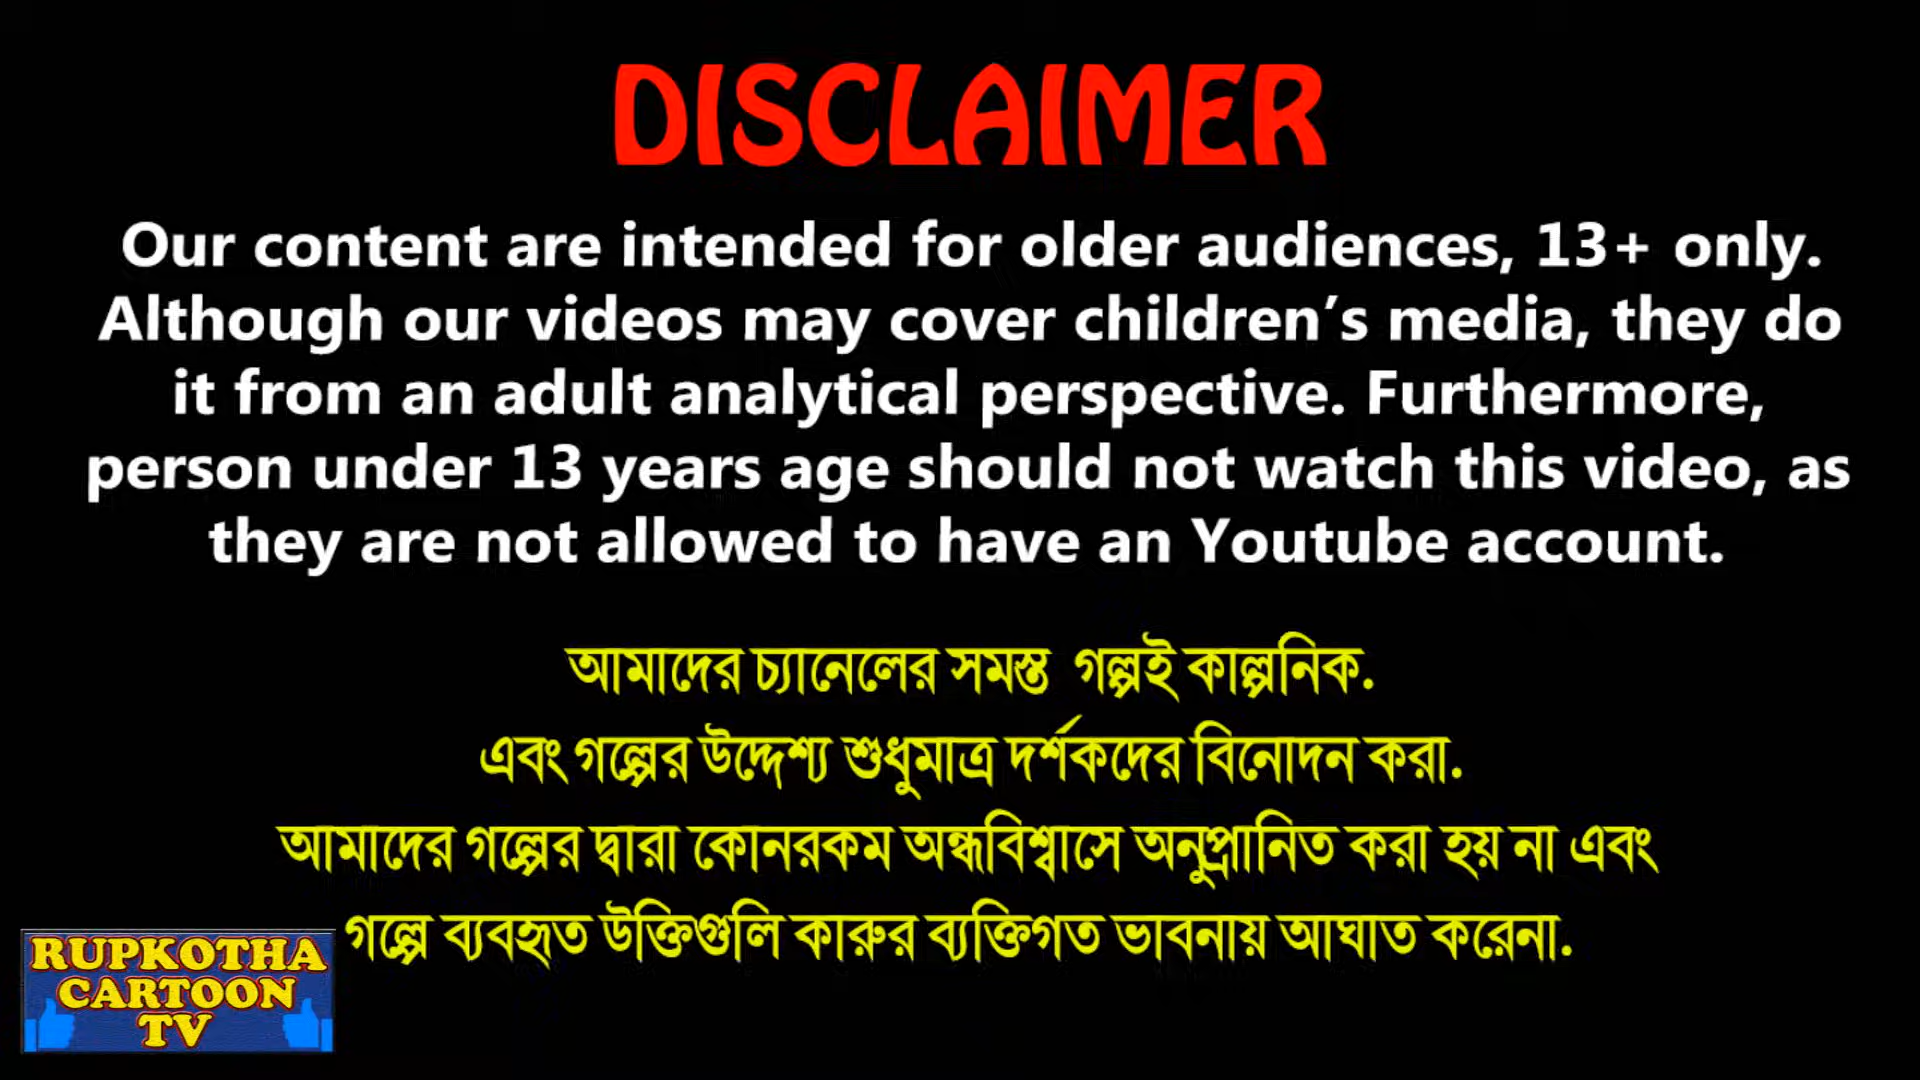 DISCLAIMER
Our content are intended for older audiences, 13+ only.
Although our videos may cover children’s media, they do
it from an adult analytical perspective. Furthermore,
person under 13 years age should not watch this video, as
they are not allowed to have an Youtube account.
আমাদের চ্যানেলের সমস্ত গল্পই কাল্পনিক.
এবং গল্পের উদ্দেশ্য শুধুমাত্র দর্শকদের বিনোদন করা.
আমাদের গল্পের দ্বারা কোনরকম অন্ধবিশ্বাসে অনুপ্রানিত করা হয় না এবং
গল্পে ব্যবহৃত উক্তিগুলি কারুর ব্যক্তিগত ভাবনায় আঘাত করেনা.
RUPKOTHA
CARTOON
TV